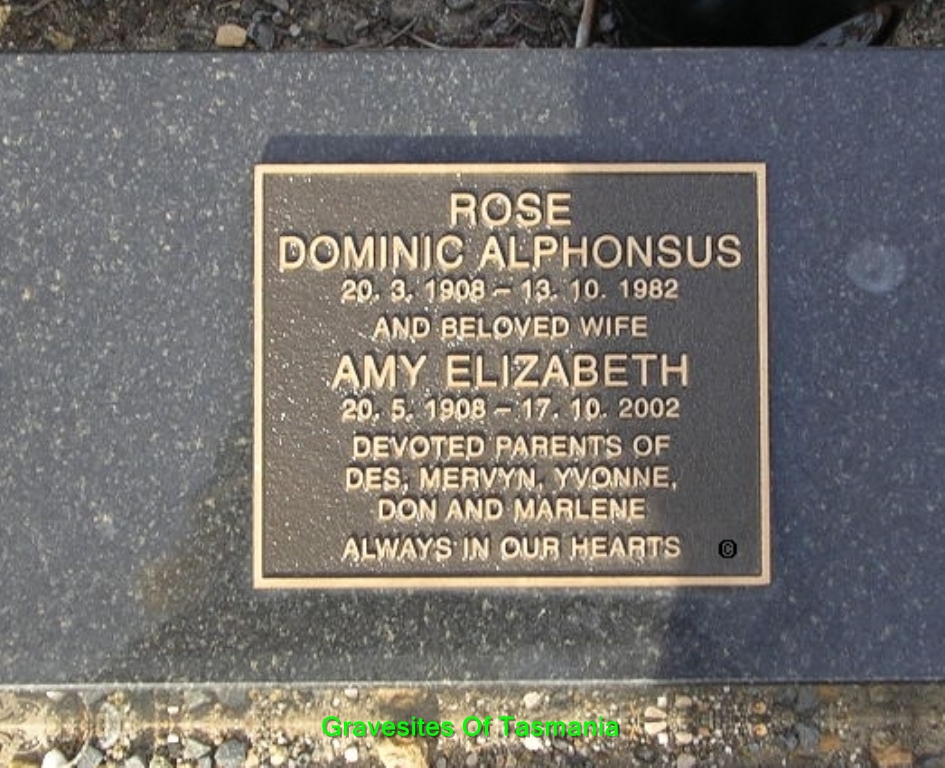 ROSE
DOMINIC ALPHONSUS
20. 3. 1908 – 13. 10. 1982
AND BELOVED WIFE
AMY ELIZABETH
20. 5. 1908 – 17. 10. 2002
DEVOTED PARENTS OF
DES, MERVYN, YVONNE,
DON AND MARLENE
ALWAYS IN OUR HEARTS
©
Gravesites Of Tasmania